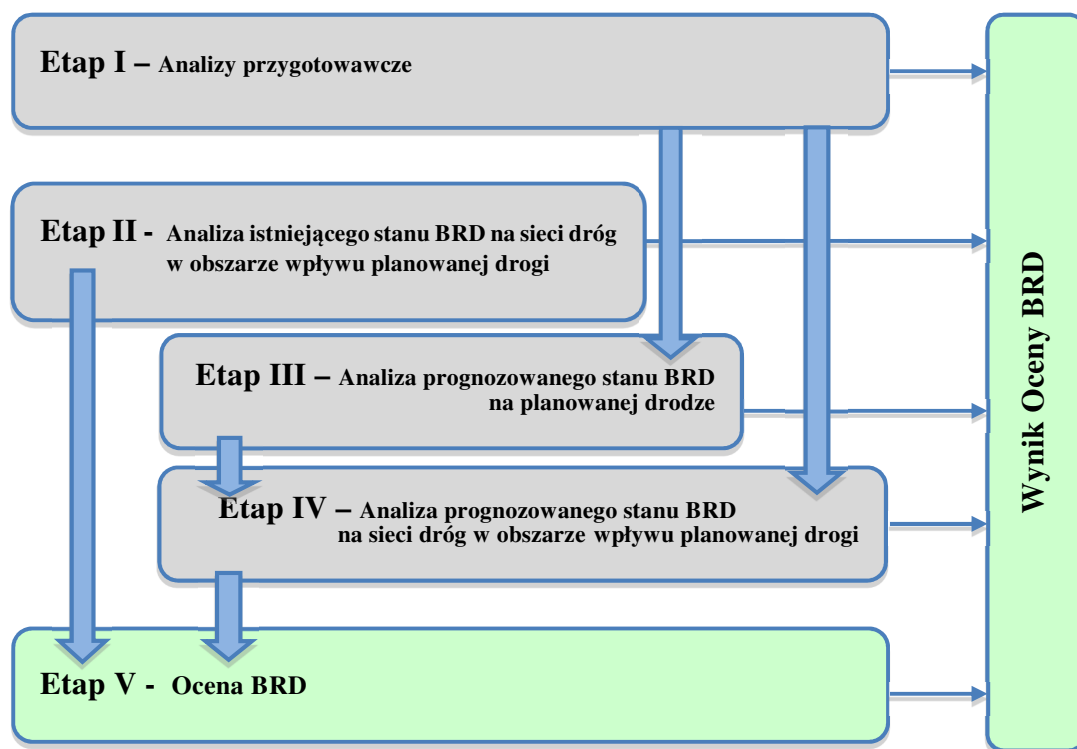 Etap I – Analizy przygotowawcze
Etap II - Analiza istniejącego stanu BRD na sieci dróg
w obszarze wpływu planowanej drogi
Etap III – Analiza prognozowanego stanu BRD
na planowanej drodze
Etap IV – Analiza prognozowanego stanu BRD
na sieci dróg w obszarze wpływu planowanej drogi
Etap V - Ocena BRD
Wynik Oceny BRD